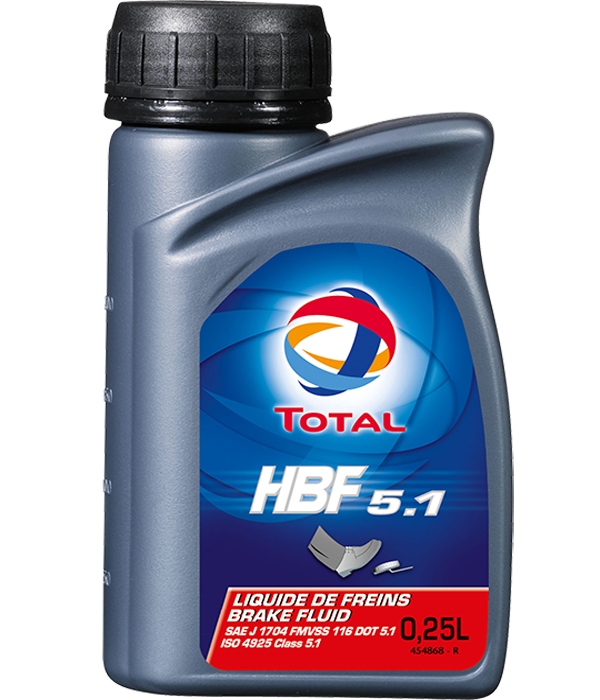 TOTAL
HBF 5.1
LIQUIDE DE FREINS
BRAKE FLUID
SAE J 1704 FMVSS 116 DOT 5.1
ISO 4925 Class 5.1
0,25L
454868 - R